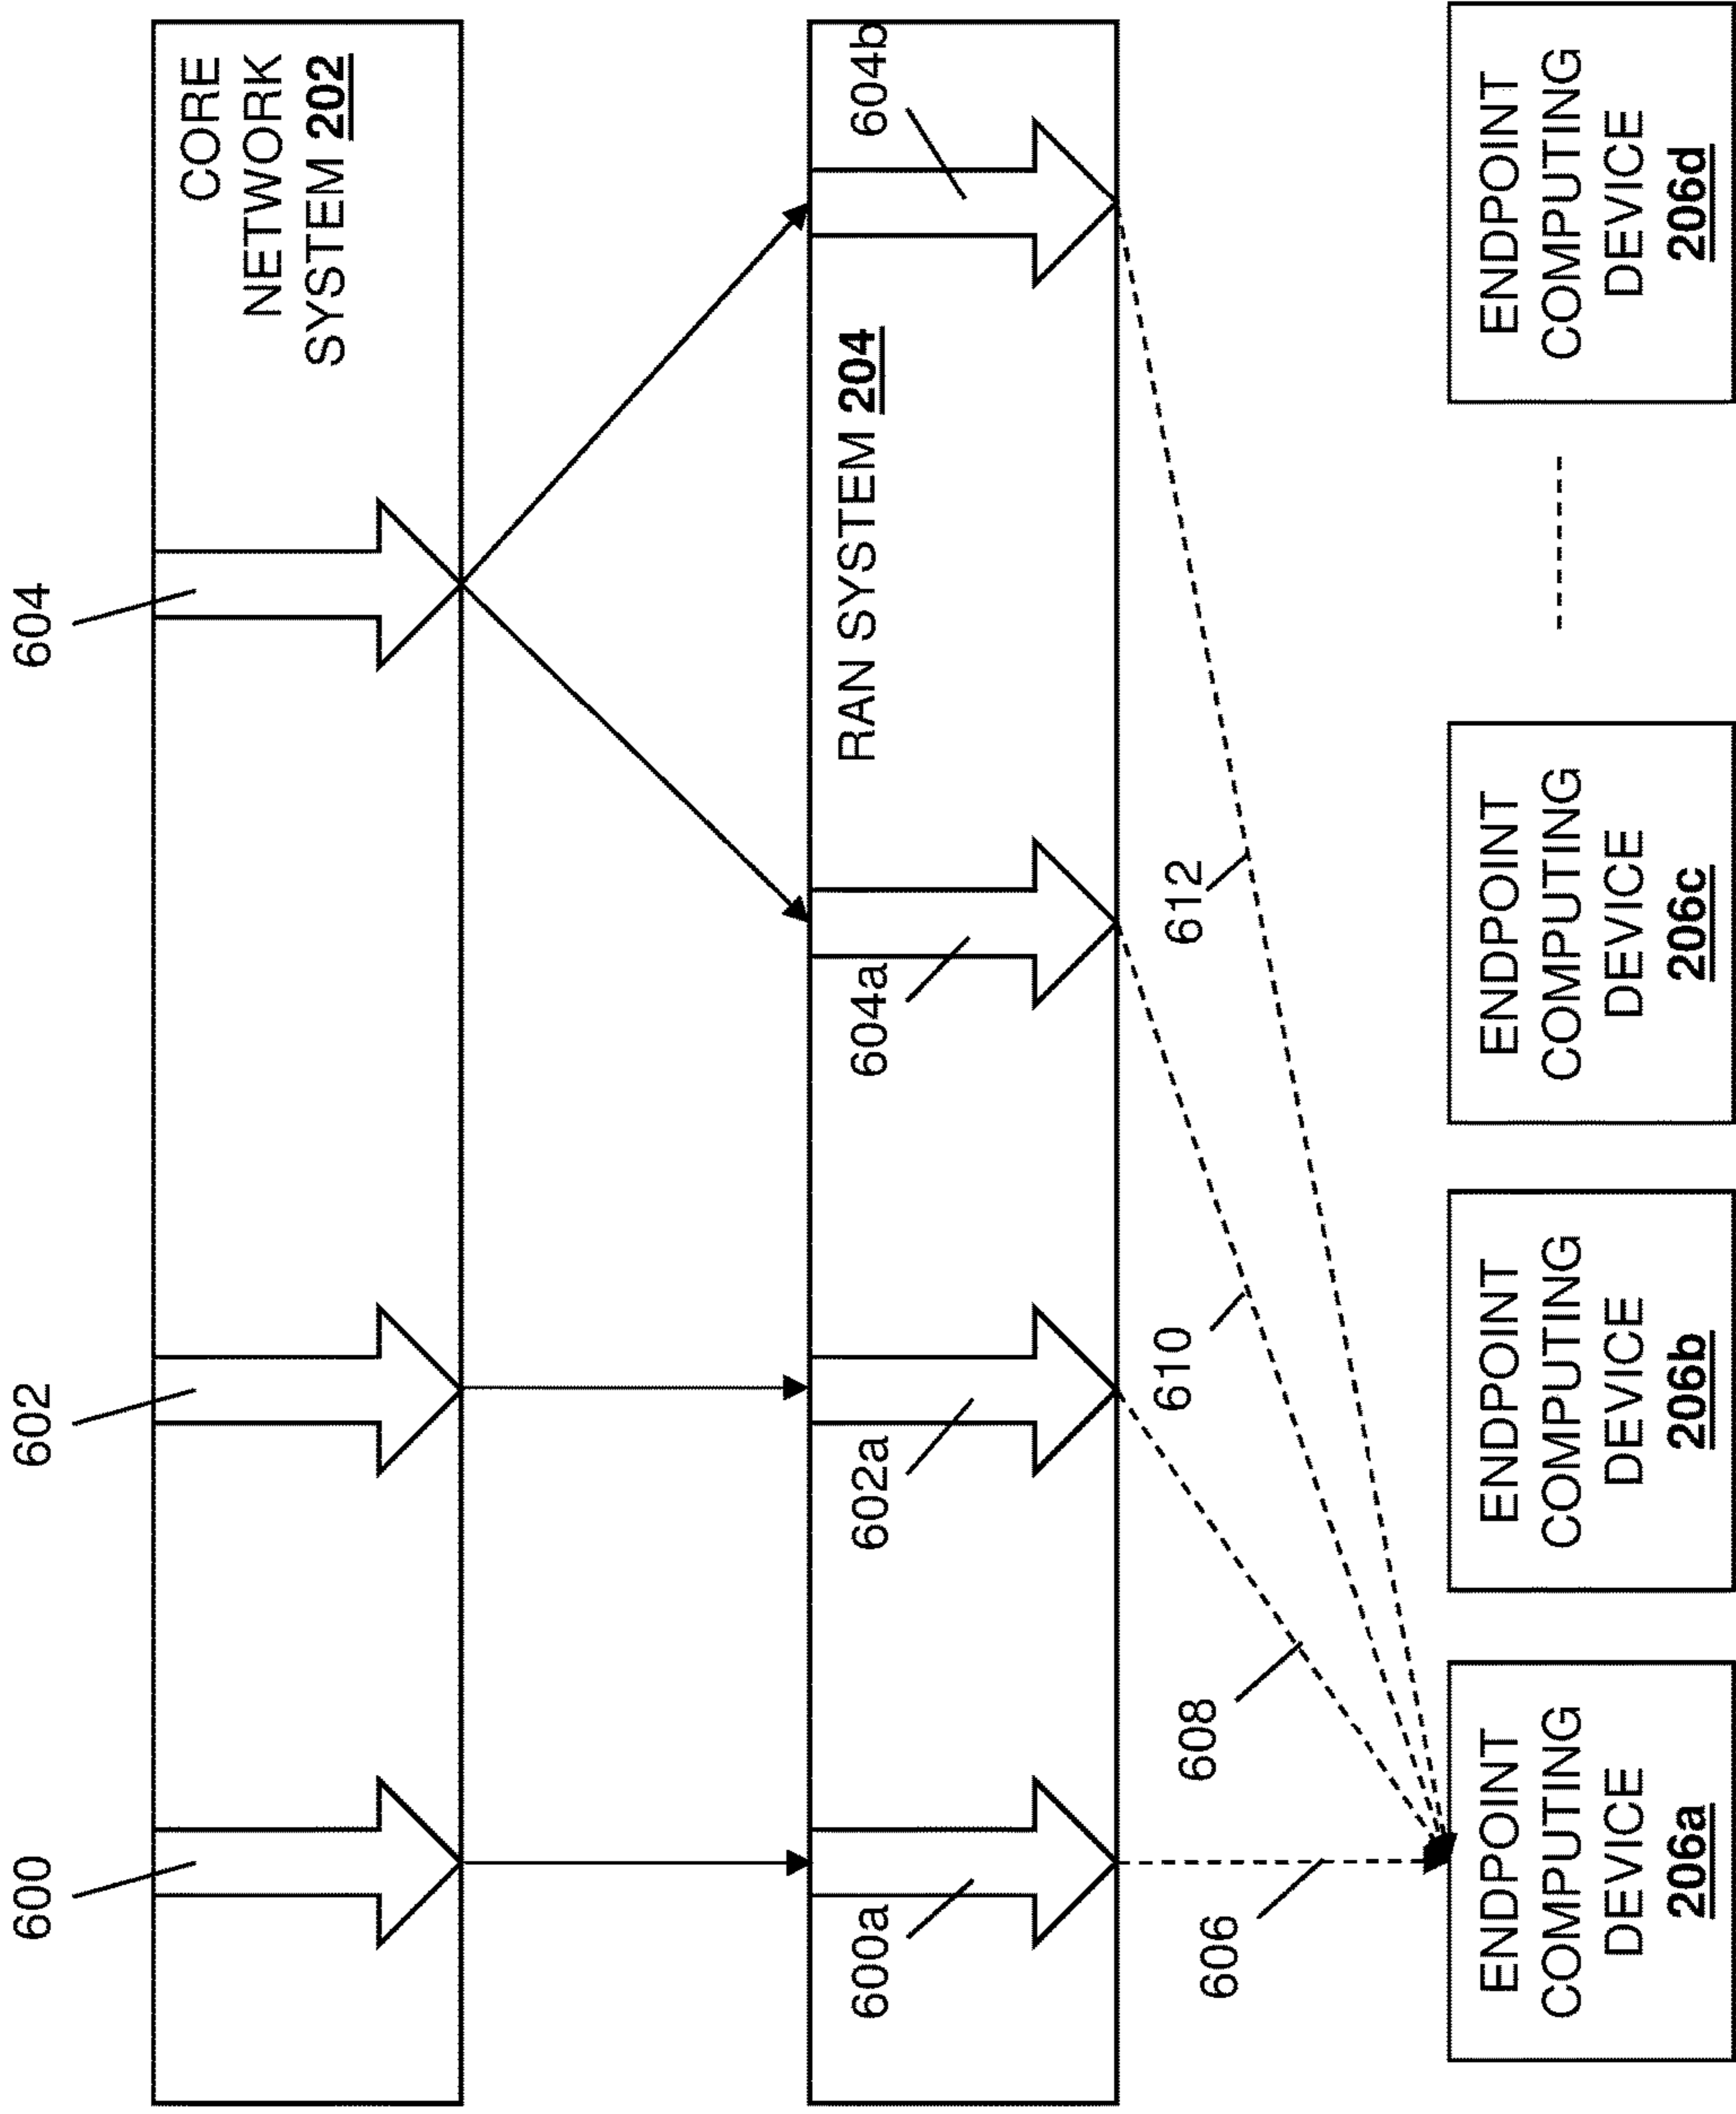 600
602
604
CORE
NETWORK
SYSTEM 202
600a
602a
604a
RAN SYSTEM 204
604b
606
608
610
612
ENDPOINT
COMPUTING
DEVICE
206a
ENDPOINT
COMPUTING
DEVICE
206b
ENDPOINT
COMPUTING
DEVICE
206c
ENDPOINT
COMPUTING
DEVICE
206d